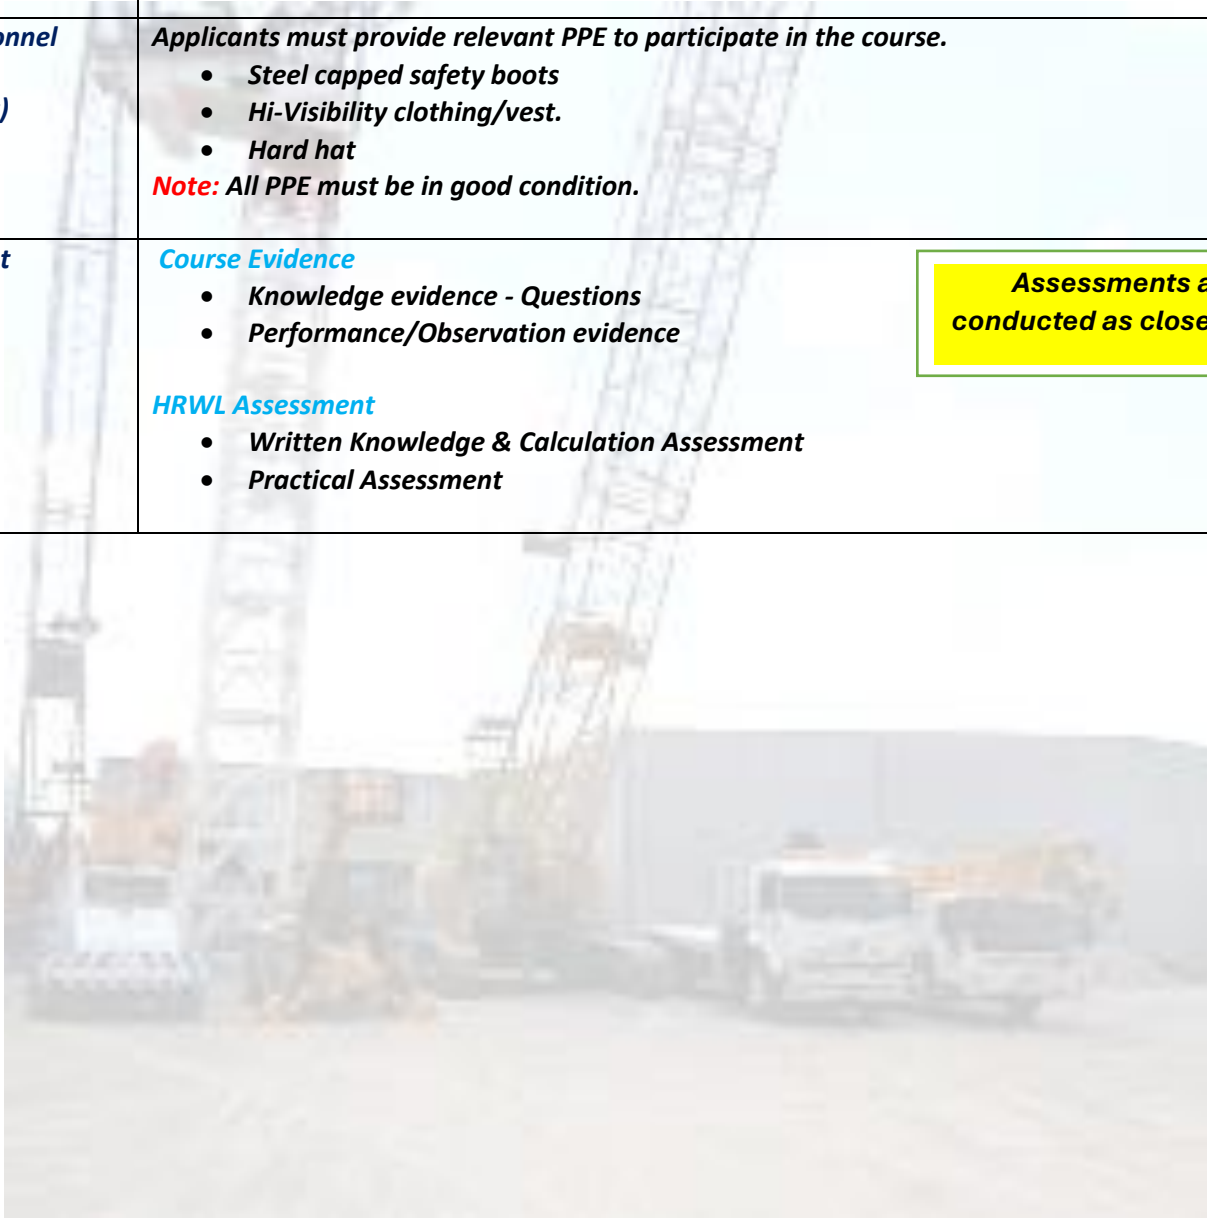 onnel
)
Applicants must provide relevant PPE to participate in the course.
• Steel capped safety boots
• Hi-Visibility clothing/vest.
• Hard hat
Note: All PPE must be in good condition.
t
Course Evidence
• Knowledge evidence - Questions
• Performance/Observation evidence
HRWL Assessment
• Written Knowledge & Calculation Assessment
• Practical Assessment
Assessments a
conducted as close